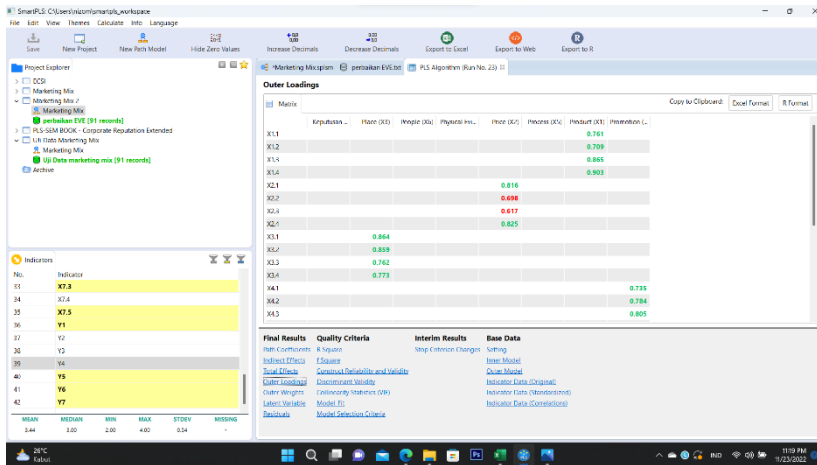 SmartPLS: C:\Users\nizom\smartpls_workspace
File Edit View Themes Calculate Info Language
Save New Project New Path Model Hide Zero Values Increase Decimals Decrease Decimals Export to Excel Export to Web Export to R
Project Explorer
ECSI
Marketing Mix
Marketing Mix 2
Marketing Mix
perbaikan EVE [91 records]
PLS-SEM BOOK - Corporate Reputation Extended
Uji Data Marketing Mix
Marketing Mix
Uji Data marketing mix [91 records]
Archive
Indicators
No. Indicator
33 X7.3
34 X7.4
35 X7.5
36 Y1
37 Y2
38 Y3
39 Y4
40 Y5
41 Y6
42 Y7
MEAN MEDIAN MIN MAX STDEV MISSING
3.44 3.00 2.00 4.00 0.54 -
*Marketing Mix.splsm perbaikan EVE.txt PLS Algorithm (Run No. 23)
Outer Loadings
Matrix
Copy to Clipboard: Excel Format R Format
Keputusan ... Place (X3) People (X6) Physical Evi... Price (X2) Process (X5) Product (X1) Promotion (...
X1.1 0.761
X1.2 0.709
X1.3 0.865
X1.4 0.903
X2.1 0.816
X2.2 0.690
X2.3 0.617
X2.4 0.825
X3.1 0.864
X3.2 0.859
X3.3 0.762
X3.4 0.773
X4.1 0.735
X4.2 0.784
X4.3 0.805
Final Results Quality Criteria Interim Results Base Data
Path Coefficients R Square Stop Criterion Changes Setting
Indirect Effects f Square Inner Model
Total Effects Construct Reliability and Validity Outer Model
Outer Loadings Discriminant Validity Indicator Data (Original)
Outer Weights Collinearity Statistics (VIF) Indicator Data (Standardized)
Latent Variable Model Fit Indicator Data (Correlations)
Residuals Model Selection Criteria
26°C
Kabut
IND
11:19 PM
11/23/2022